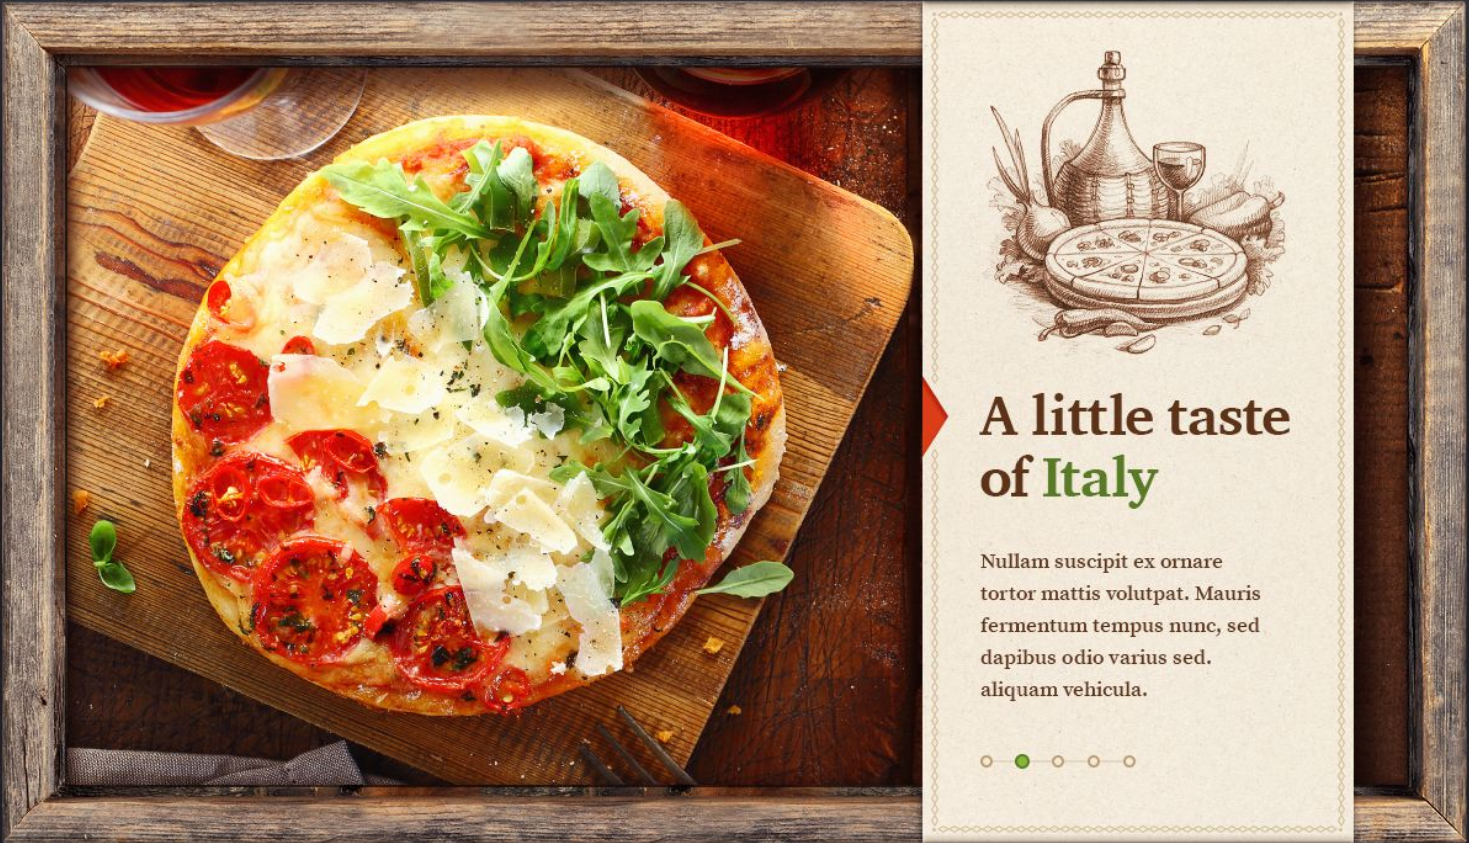 A little taste
of Italy
Nullam suscipit ex ornare
tortor mattis volutpat. Mauris
fermentum tempus nunc, sed
dapibus odio varius sed.
aliquam vehicula.